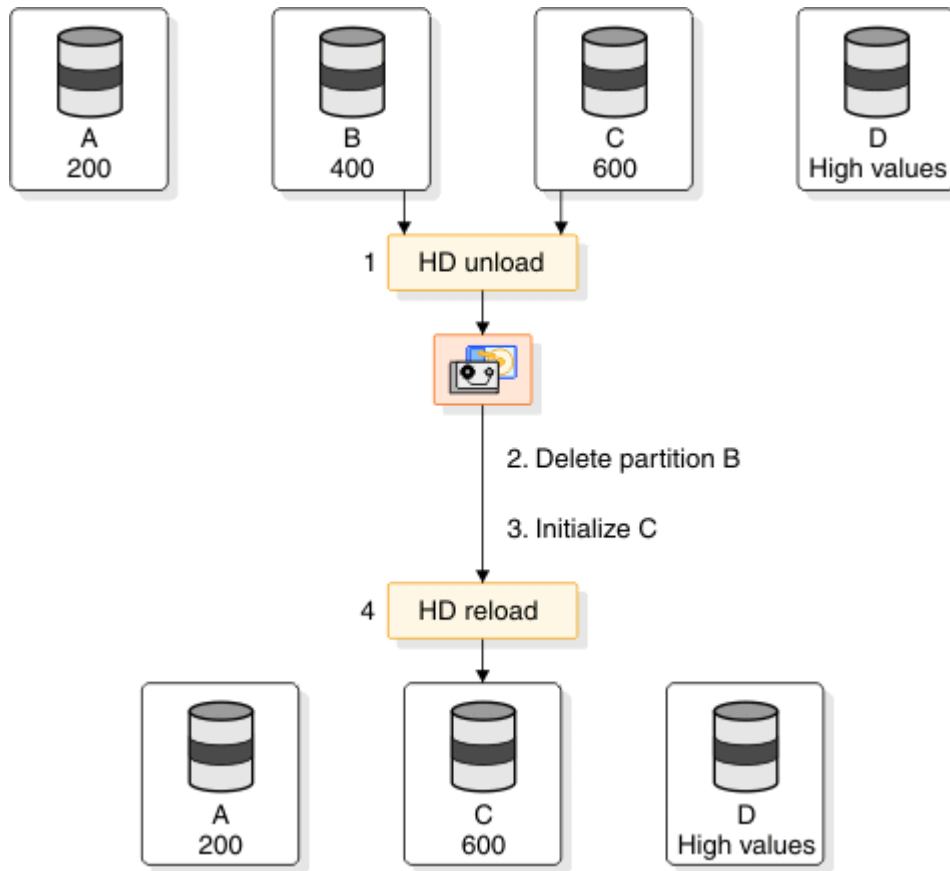 A
200
B
400
C
600
D
High values
1
HD unload
2. Delete partition B
3. Initialize C
4
HD reload
A
200
C
600
D
High values